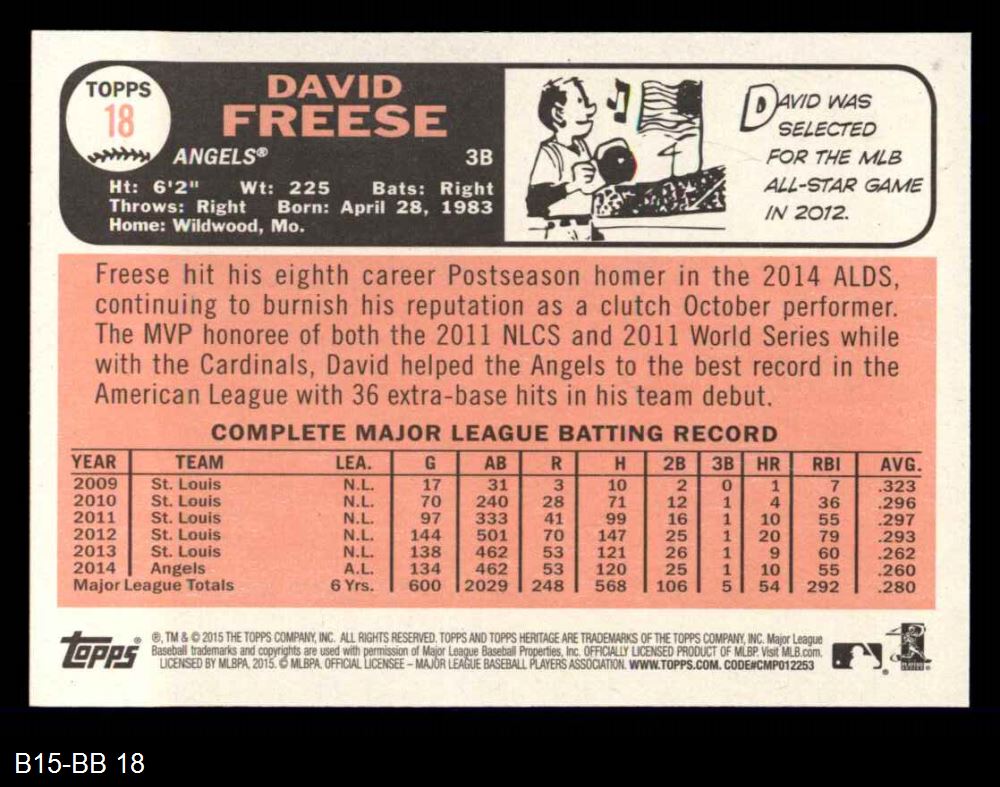 TOPPS
18
DAVID
FREESE
ANGELS® 3B
Ht: 6'2" Wt: 225 Bats: Right
Throws: Right Born: April 28, 1983
Home: Wildwood, Mo.
DAVID WAS
SELECTED
FOR THE MLB
ALL-STAR GAME
IN 2012.
Freese hit his eighth career Postseason homer in the 2014 ALDS,
continuing to burnish his reputation as a clutch October performer.
The MVP honoree of both the 2011 NLCS and 2011 World Series while
with the Cardinals, David helped the Angels to the best record in the
American League with 36 extra-base hits in his team debut.
COMPLETE MAJOR LEAGUE BATTING RECORD
YEAR TEAM LEA. G AB R H 2B 3B HR RBI AVG.
2009 St. Louis N.L. 17 31 3 10 2 0 1 7 .323
2010 St. Louis N.L. 70 240 28 71 12 1 4 36 .296
2011 St. Louis N.L. 97 333 41 99 16 1 10 55 .297
2012 St. Louis N.L. 144 501 70 147 25 1 20 79 .293
2013 St. Louis N.L. 138 462 53 121 26 1 9 60 .262
2014 Angels A.L. 134 462 53 120 25 1 10 55 .260
Major League Totals 6 Yrs. 600 2029 248 568 106 5 54 292 .280
Topps®
®, TM & © 2015 THE TOPPS COMPANY, INC. ALL RIGHTS RESERVED. TOPPS AND TOPPS HERITAGE ARE TRADEMARKS OF THE TOPPS COMPANY, INC. Major League
Baseball trademarks and copyrights are used with permission of Major League Baseball Properties, Inc. OFFICIALLY LICENSED PRODUCT OF MLBP. Visit MLB.com.
LICENSED BY MLBPA, 2015. © MLBPA. OFFICIAL LICENSEE – MAJOR LEAGUE BASEBALL PLAYERS ASSOCIATION. WWW.TOPPS.COM. CODE#CMP012253
B15-BB 18